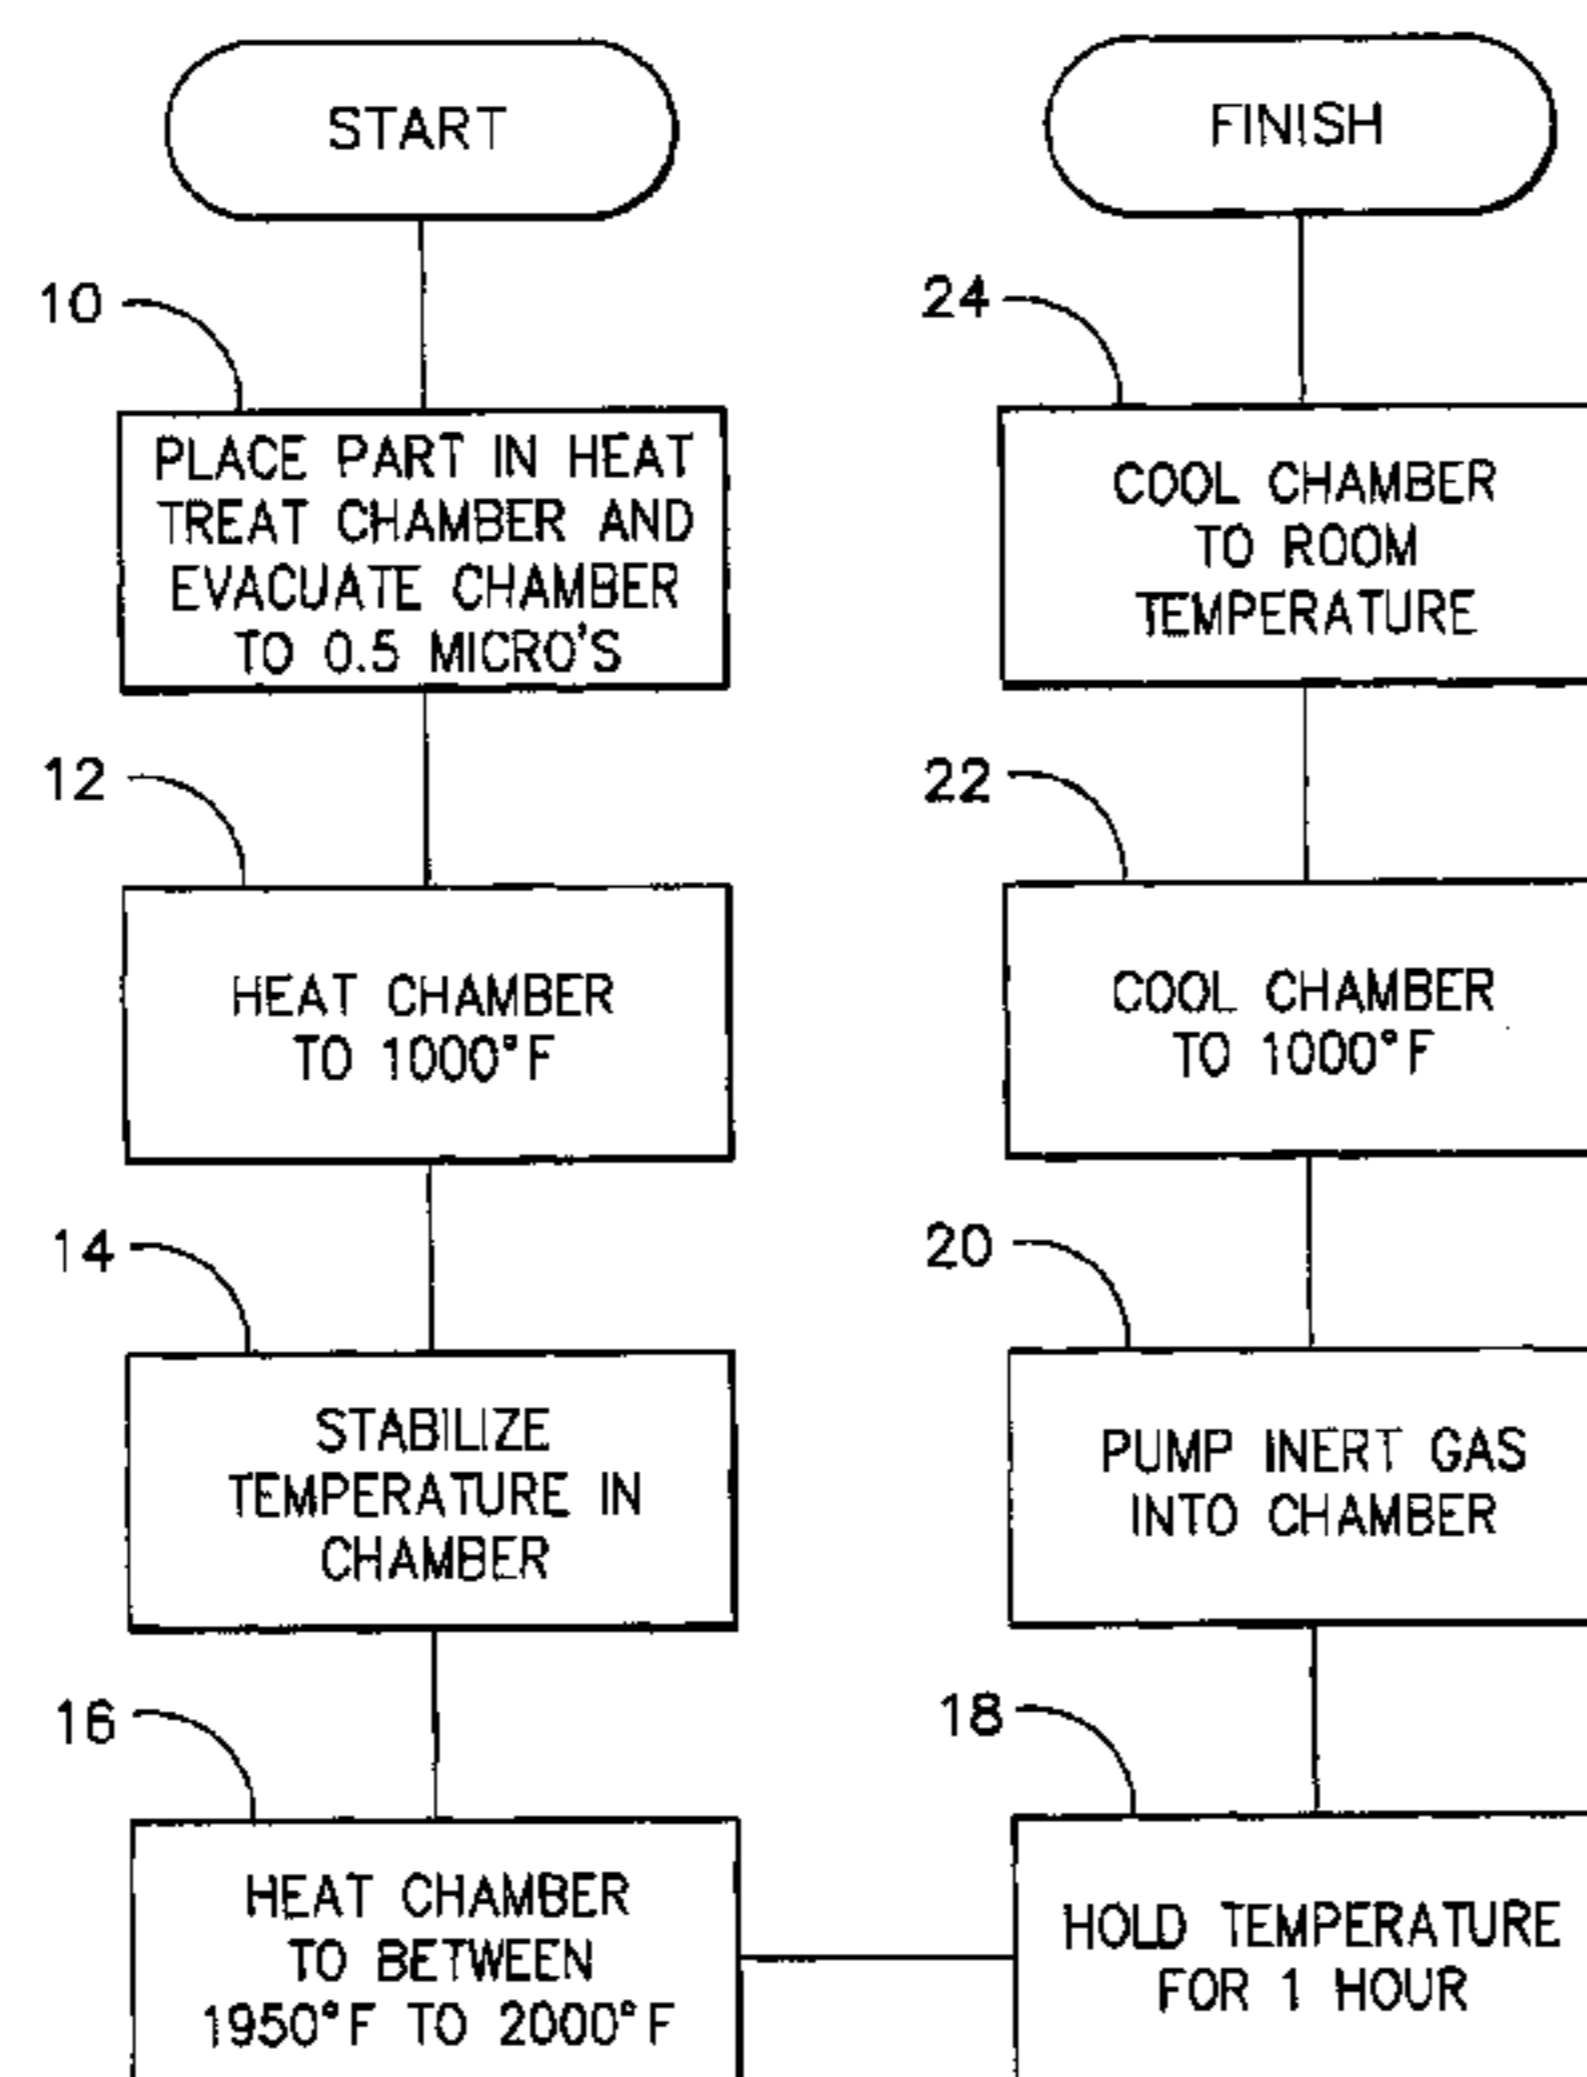 START
10
PLACE PART IN HEAT
TREAT CHAMBER AND
EVACUATE CHAMBER
TO 0.5 MICRO'S
12
HEAT CHAMBER
TO 1000°F
14
STABILIZE
TEMPERATURE IN
CHAMBER
16
HEAT CHAMBER
TO BETWEEN
1950°F TO 2000°F
18
HOLD TEMPERATURE
FOR 1 HOUR
20
PUMP INERT GAS
INTO CHAMBER
22
COOL CHAMBER
TO 1000°F
24
COOL CHAMBER
TO ROOM
TEMPERATURE
FINISH